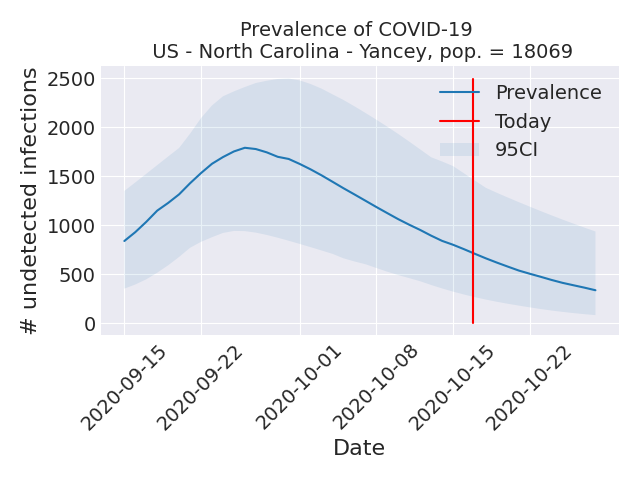 Prevalence of COVID-19
US - North Carolina - Yancey, pop. = 18069
# undetected infections
2500
2000
1500
1000
500
0
Prevalence
Today
95CI
2020-09-15
2020-09-22
2020-10-01
2020-10-08
2020-10-15
2020-10-22
Date